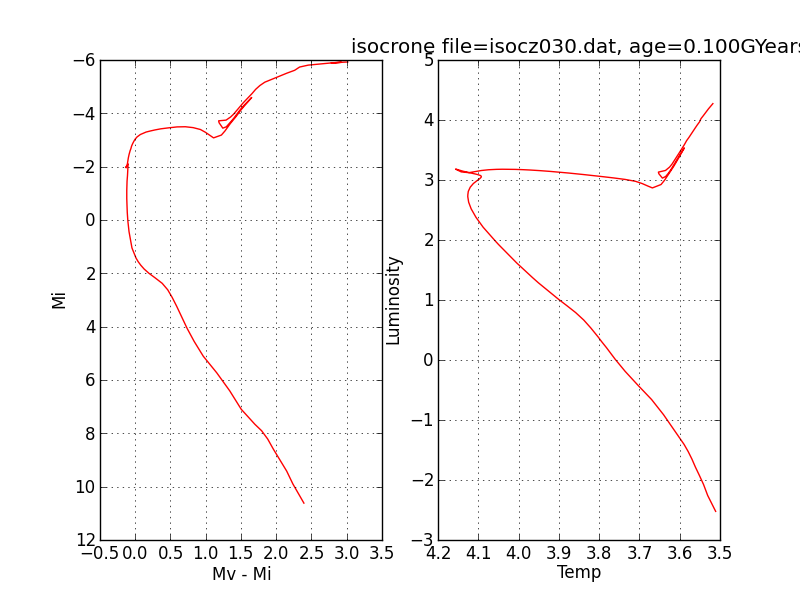 isocrone file=isocz030.dat, age=0.100GYears
−6
−4
−2
0
2
4
6
8
10
12
Mi
−0.5 0.0 0.5 1.0 1.5 2.0 2.5 3.0 3.5
Mv - Mi
5
4
3
2
1
0
−1
−2
−3
Luminosity
4.2 4.1 4.0 3.9 3.8 3.7 3.6 3.5
Temp